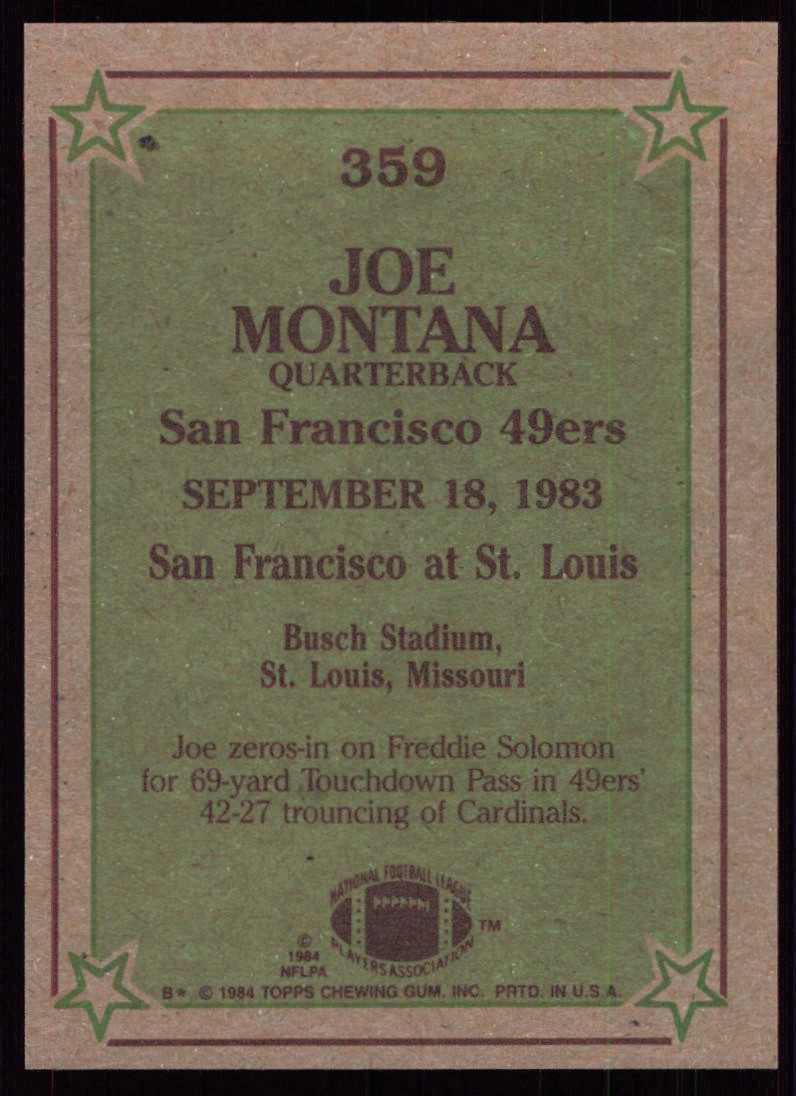 359
JOE
MONTANA
QUARTERBACK
San Francisco 49ers
SEPTEMBER 18, 1983
San Francisco at St. Louis
Busch Stadium,
St. Louis, Missouri
Joe zeros-in on Freddie Solomon
for 69-yard Touchdown Pass in 49ers'
42-27 trouncing of Cardinals.
NATIONAL FOOTBALL LEAGUE
PLAYERS ASSOCIATION
TM
©
1984
NFLPA
B* © 1984 TOPPS CHEWING GUM. INC. PRTD. IN U.S.A.